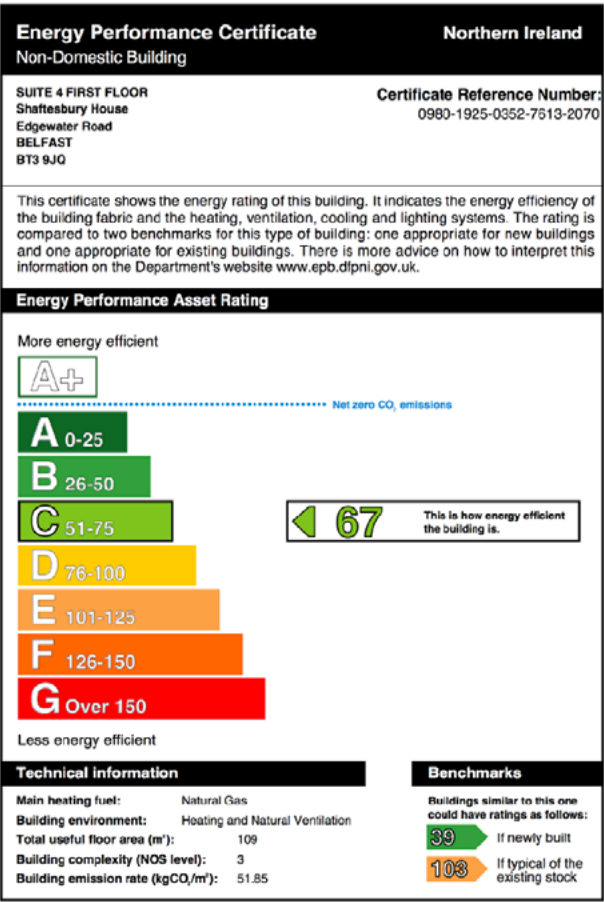 Energy Performance Certificate
Northern Ireland
Non-Domestic Building
SUITE 4 FIRST FLOOR
Shaftesbury House
Edgewater Road
BELFAST
BT3 9JQ
Certificate Reference Number:
0980-1925-0352-7613-2070
This certificate shows the energy rating of this building. It indicates the energy efficiency of
the building fabric and the heating, ventilation, cooling and lighting systems. The rating is
compared to two benchmarks for this type of building: one appropriate for new buildings
and one appropriate for existing buildings. There is more advice on how to interpret this
information on the Department's website www.epb.dfpni.gov.uk.
Energy Performance Asset Rating
More energy efficient
A+
Net zero CO₂ emissions
A 0-25
B 26-50
C 51-75
67
This is how energy efficient
the building is.
D 76-100
E 101-125
F 126-150
G Over 150
Less energy efficient
Technical information
Main heating fuel: Natural Gas
Building environment: Heating and Natural Ventilation
Total useful floor area (m²): 109
Building complexity (NOS level): 3
Building emission rate (kgCO₂/m²): 51.85
Benchmarks
Buildings similar to this one
could have ratings as follows:
39 If newly built
103 If typical of the
existing stock